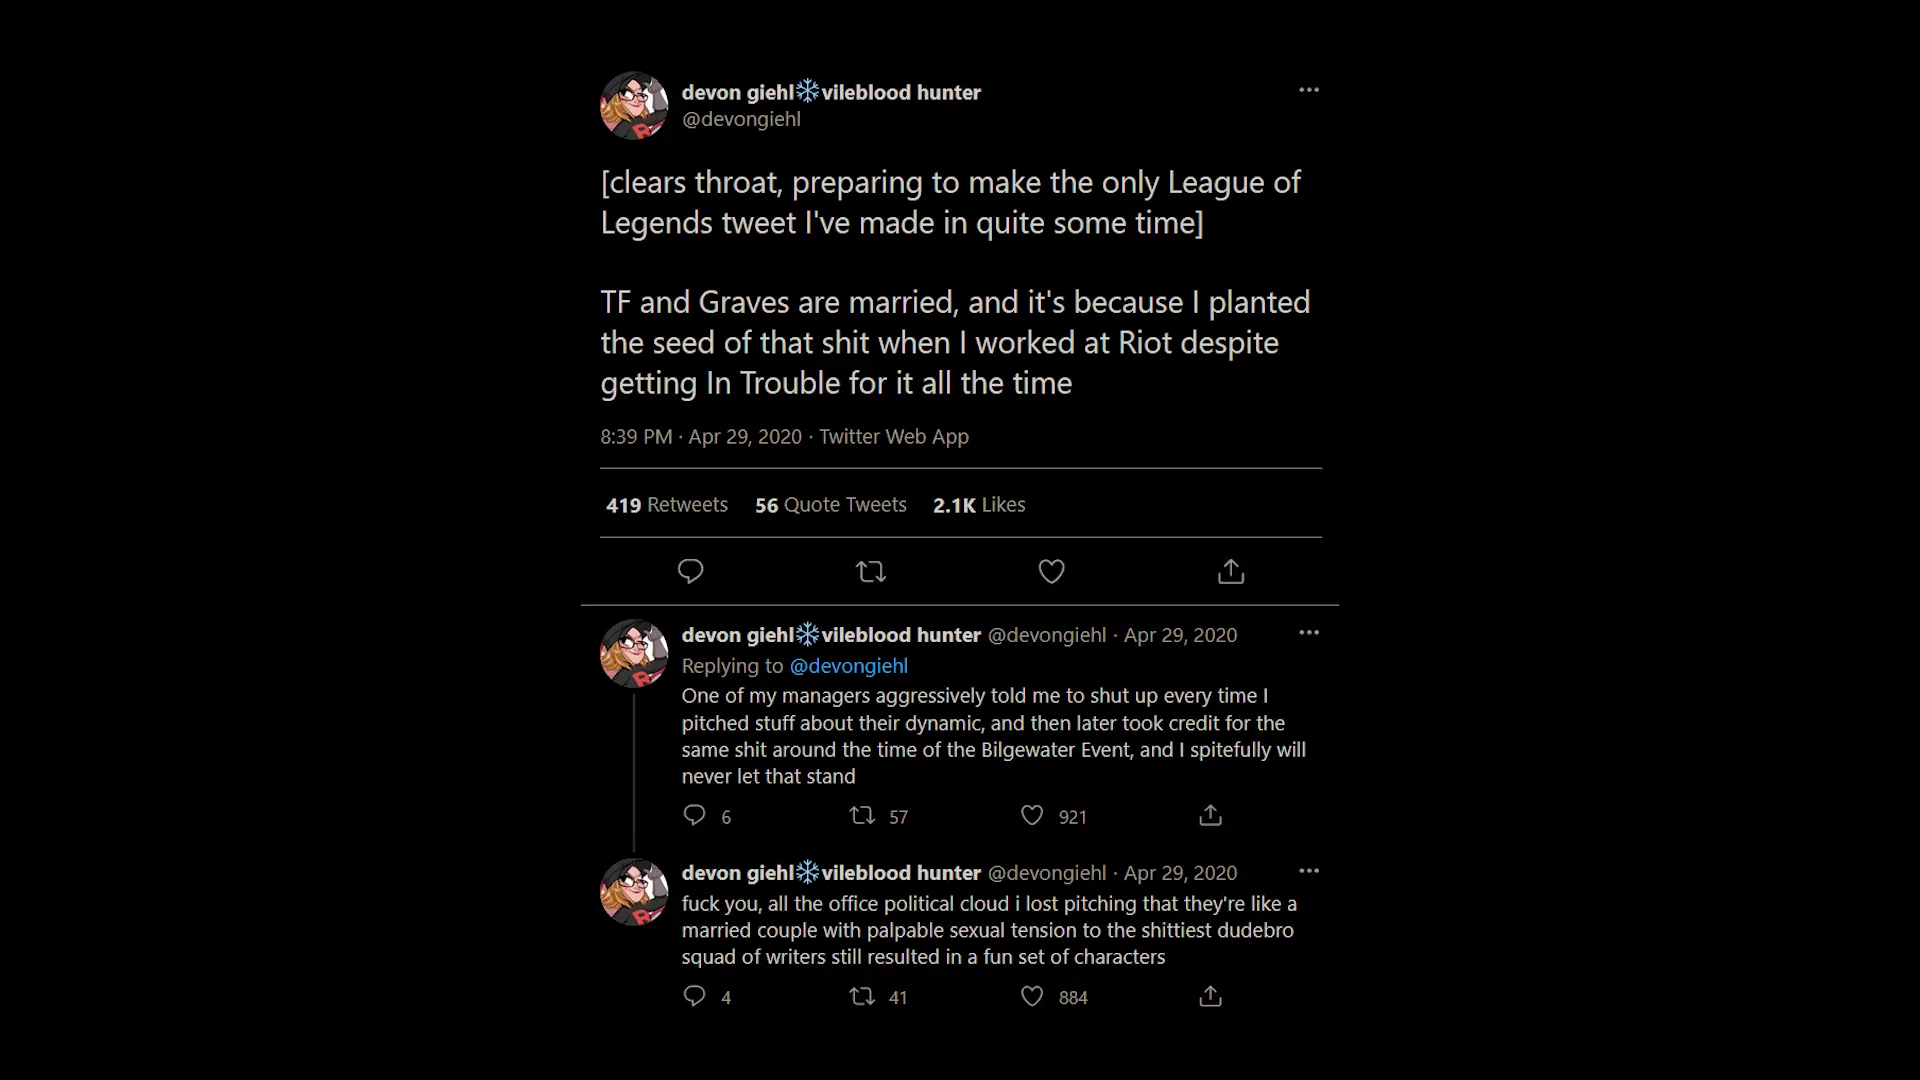 devon giehl❄vileblood hunter
@devongiehl
[clears throat, preparing to make the only League of
Legends tweet I've made in quite some time]
TF and Graves are married, and it's because I planted
the seed of that shit when I worked at Riot despite
getting In Trouble for it all the time
8:39 PM · Apr 29, 2020 · Twitter Web App
419 Retweets 56 Quote Tweets 2.1K Likes
devon giehl❄vileblood hunter @devongiehl · Apr 29, 2020
Replying to @devongiehl
One of my managers aggressively told me to shut up every time I
pitched stuff about their dynamic, and then later took credit for the
same shit around the time of the Bilgewater Event, and I spitefully will
never let that stand
6 57 921
devon giehl❄vileblood hunter @devongiehl · Apr 29, 2020
fuck you, all the office political cloud i lost pitching that they're like a
married couple with palpable sexual tension to the shittiest dudebro
squad of writers still resulted in a fun set of characters
4 41 884